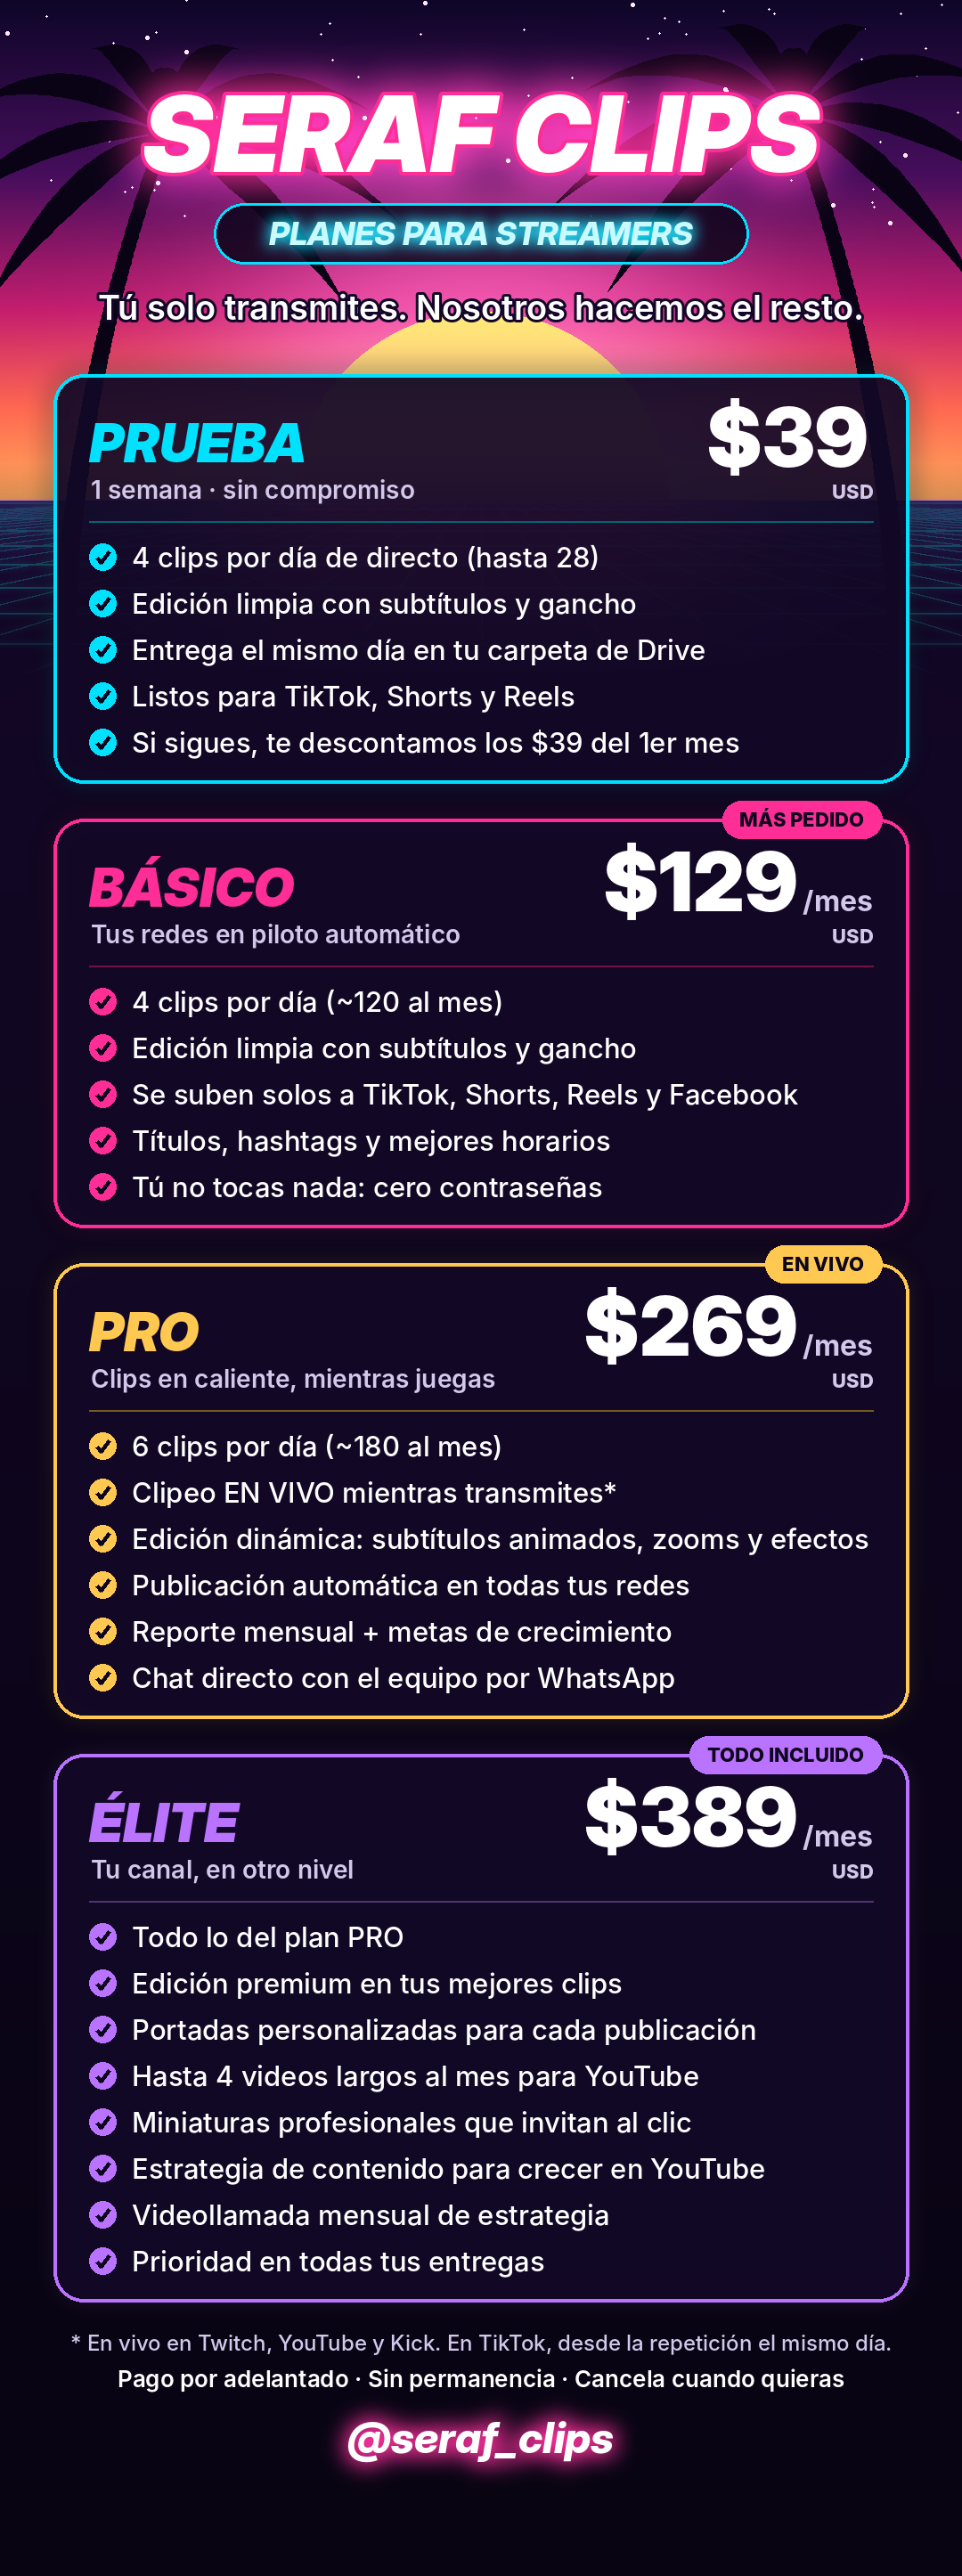 SERAF CLIPS
PLANES PARA STREAMERS
Tú solo transmites. Nosotros hacemos el resto.
PRUEBA
$39
1 semana · sin compromiso
USD
4 clips por día de directo (hasta 28)
Edición limpia con subtítulos y gancho
Entrega el mismo día en tu carpeta de Drive
Listos para TikTok, Shorts y Reels
Si sigues, te descontamos los $39 del 1er mes
MÁS PEDIDO
BÁSICO
$129 /mes
Tus redes en piloto automático
USD
4 clips por día (~120 al mes)
Edición limpia con subtítulos y gancho
Se suben solos a TikTok, Shorts, Reels y Facebook
Títulos, hashtags y mejores horarios
Tú no tocas nada: cero contraseñas
EN VIVO
PRO
$269 /mes
Clips en caliente, mientras juegas
USD
6 clips por día (~180 al mes)
Clipeo EN VIVO mientras transmites*
Edición dinámica: subtítulos animados, zooms y efectos
Publicación automática en todas tus redes
Reporte mensual + metas de crecimiento
Chat directo con el equipo por WhatsApp
TODO INCLUIDO
ÉLITE
$389 /mes
Tu canal, en otro nivel
USD
Todo lo del plan PRO
Edición premium en tus mejores clips
Portadas personalizadas para cada publicación
Hasta 4 videos largos al mes para YouTube
Miniaturas profesionales que invitan al clic
Estrategia de contenido para crecer en YouTube
Videollamada mensual de estrategia
Prioridad en todas tus entregas
* En vivo en Twitch, YouTube y Kick. En TikTok, desde la repetición el mismo día.
Pago por adelantado · Sin permanencia · Cancela cuando quieras
@seraf_clips